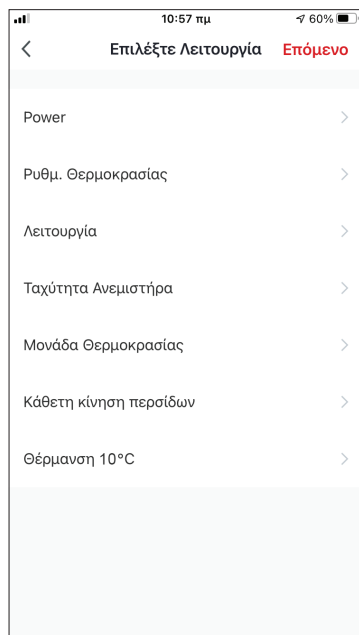 10:57 πμ
60%
Επιλέξτε Λειτουργία
Επόμενο
Power
Ρυθμ. Θερμοκρασίας
Λειτουργία
Ταχύτητα Ανεμιστήρα
Μονάδα Θερμοκρασίας
Κάθετη κίνηση περσίδων
Θέρμανση 10°C